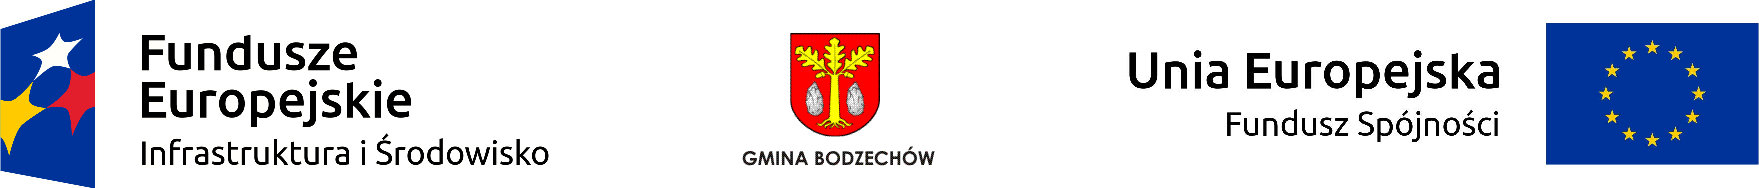 Fundusze
Europejskie
Infrastruktura i Środowisko
GMINA BODZECHÓW
Unia Europejska
Fundusz Spójności